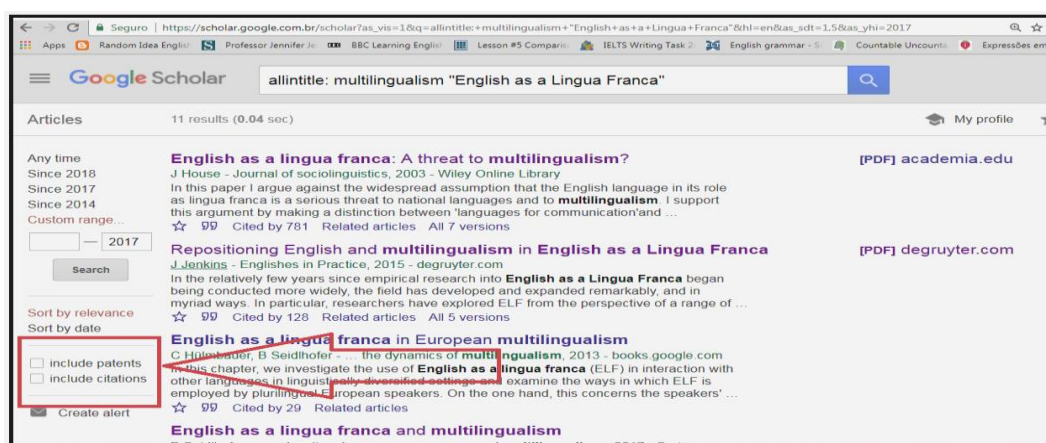 Seguro | https://scholar.google.com.br/scholar?as_vis=1&q=allintitle:+multilingualism+"English+as+a+Lingua+Franca"&hl=en&as_sdt=1,5&as_yhi=2017
Apps Random Idea English Professor Jennifer Je BBC Learning English Lesson #5 Comparis IELTS Writing Task 2 English grammar - S Countable Uncounta Expressões em
Google Scholar allintitle: multilingualism "English as a Lingua Franca"
Articles 11 results (0.04 sec) My profile
Any time
Since 2018
Since 2017
Since 2014
Custom range...
— 2017
Search
Sort by relevance
Sort by date
include patents
include citations
Create alert
English as a lingua franca: A threat to multilingualism? [PDF] academia.edu
J House - Journal of sociolinguistics, 2003 - Wiley Online Library
In this paper I argue against the widespread assumption that the English language in its role
as lingua franca is a serious threat to national languages and to multilingualism. I support
this argument by making a distinction between 'languages for communication'and ...
Cited by 781 Related articles All 7 versions
Repositioning English and multilingualism in English as a Lingua Franca [PDF] degruyter.com
J Jenkins - Englishes in Practice, 2015 - degruyter.com
In the relatively few years since empirical research into English as a Lingua Franca began
being conducted more widely, the field has developed and expanded remarkably, and in
myriad ways. In particular, researchers have explored ELF from the perspective of a range of ...
Cited by 128 Related articles All 5 versions
English as a lingua franca in European multilingualism
C Hülmbauer, B Seidlhofer - ... the dynamics of multilingualism, 2013 - books.google.com
In this chapter, we investigate the use of English as a lingua franca (ELF) in interaction with
other languages in linguistically diversified settings and examine the ways in which ELF is
employed by plurilingual European speakers. On the one hand, this concerns the speakers' ...
Cited by 29 Related articles
English as a lingua franca and multilingualism